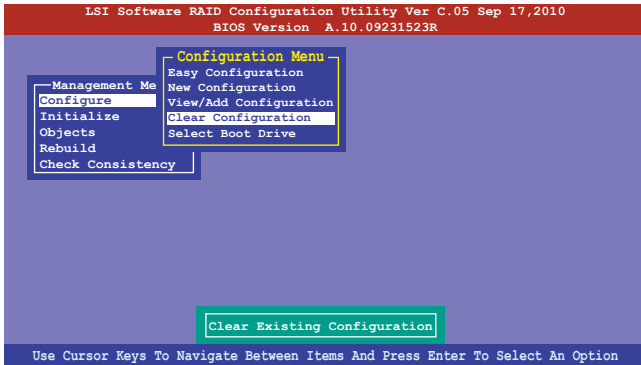 LSI Software RAID Configuration Utility Ver C.05 Sep 17,2010
BIOS Version A.10.09231523R
Configuration Menu
Easy Configuration
New Configuration
View/Add Configuration
Clear Configuration
Select Boot Drive
Management Me
Configure
Initialize
Objects
Rebuild
Check Consistency
Clear Existing Configuration
Use Cursor Keys To Navigate Between Items And Press Enter To Select An Option